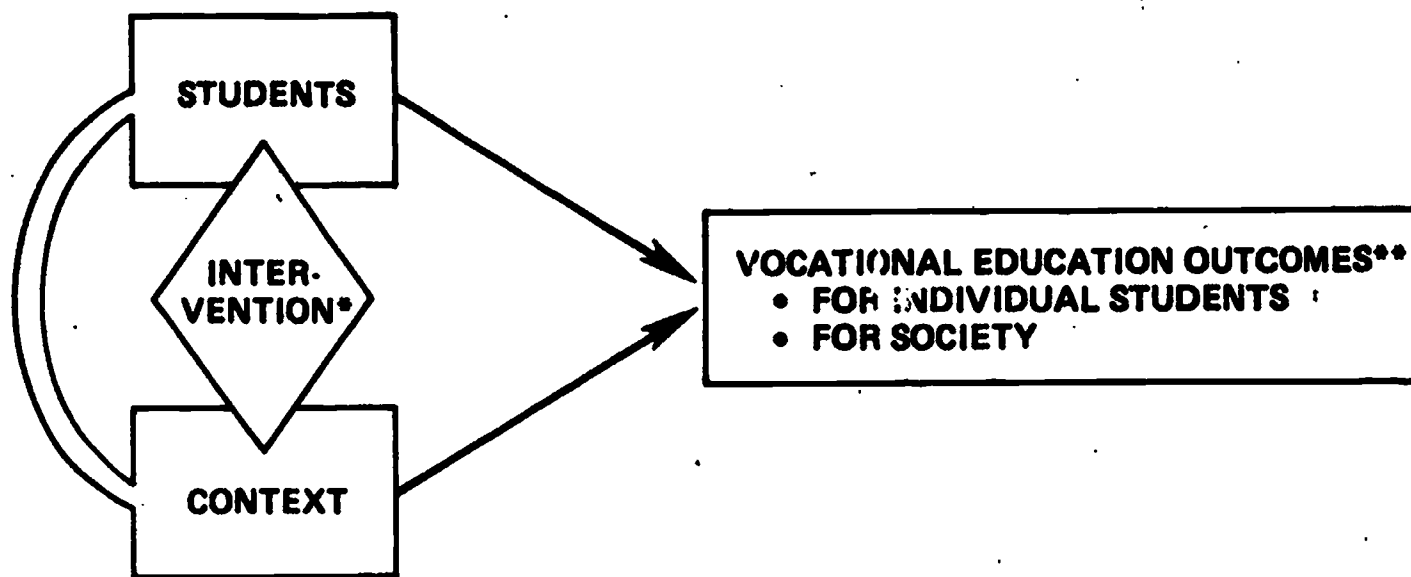 STUDENTS
INTER-
VENTION*
CONTEXT
VOCATIONAL EDUCATION OUTCOMES**
• FOR INDIVIDUAL STUDENTS
• FOR SOCIETY